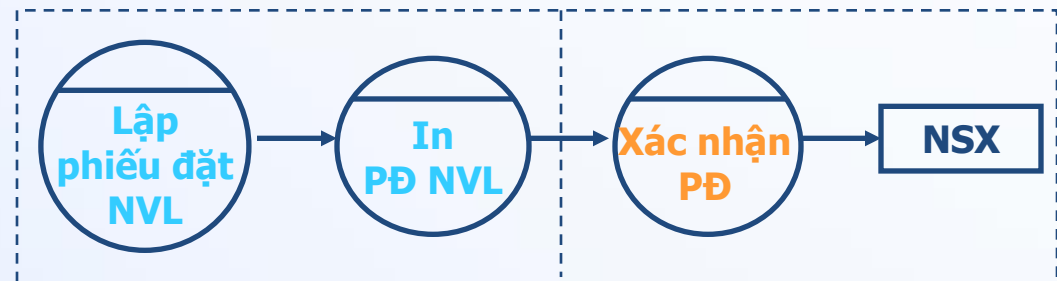 Lập
phiếu đặt
NVL
In
PĐ NVL
Xác nhận
PĐ
NSX